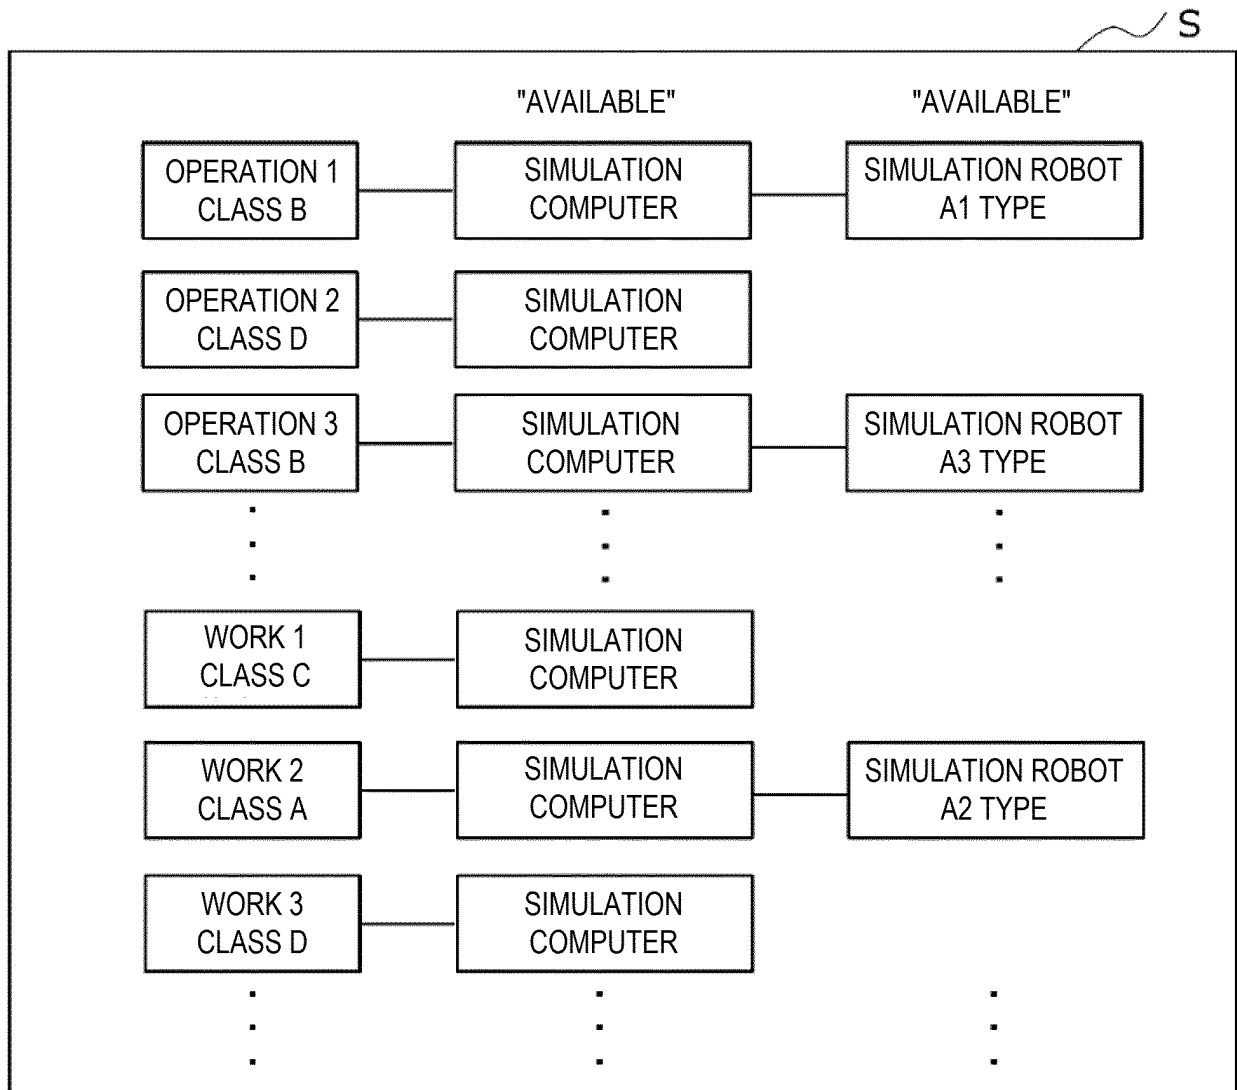 S
"AVAILABLE" "AVAILABLE"
OPERATION 1
CLASS B
SIMULATION
COMPUTER
SIMULATION ROBOT
A1 TYPE
OPERATION 2
CLASS D
SIMULATION
COMPUTER
OPERATION 3
CLASS B
SIMULATION
COMPUTER
SIMULATION ROBOT
A3 TYPE
WORK 1
CLASS C
SIMULATION
COMPUTER
WORK 2
CLASS A
SIMULATION
COMPUTER
SIMULATION ROBOT
A2 TYPE
WORK 3
CLASS D
SIMULATION
COMPUTER